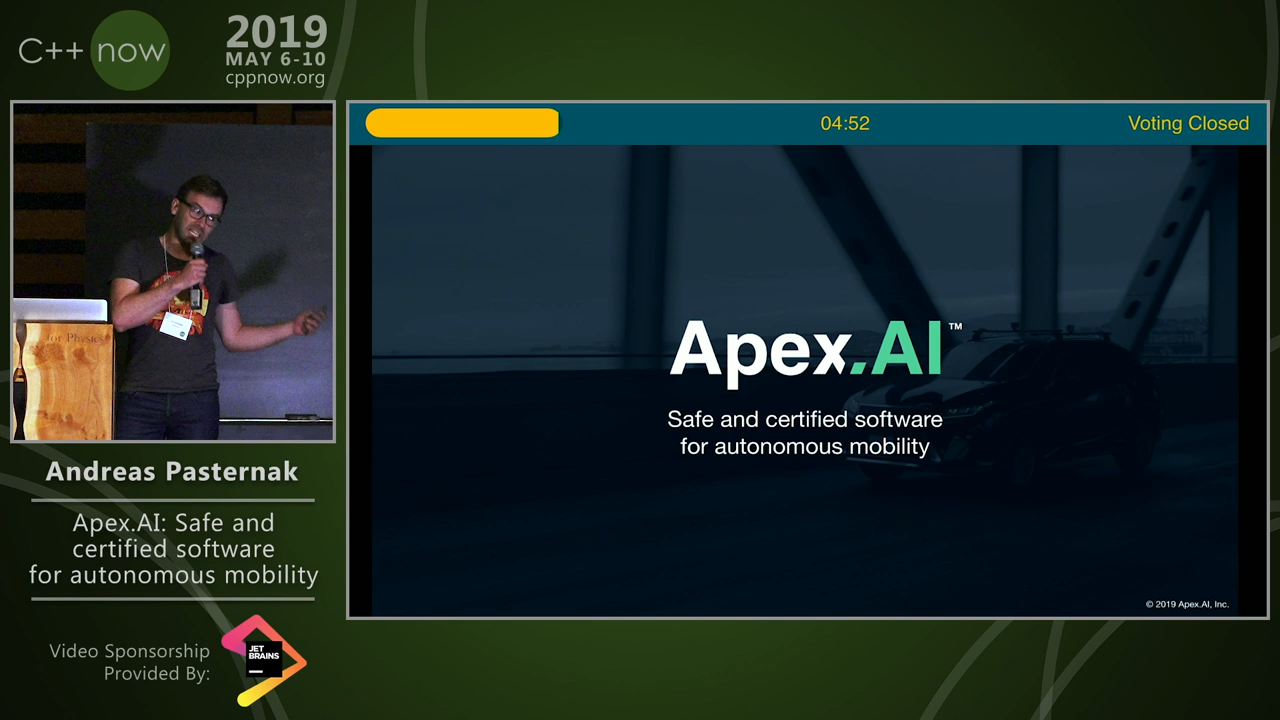 C++ now
2019
MAY 6-10
cppnow.org
04:52
Voting Closed
for Physics
Apex.AI™
Safe and certified software
for autonomous mobility
© 2019 Apex.AI, Inc.
Andreas Pasternak
Apex.AI: Safe and
certified software
for autonomous mobility
Video Sponsorship
Provided By:
JET
BRAINS